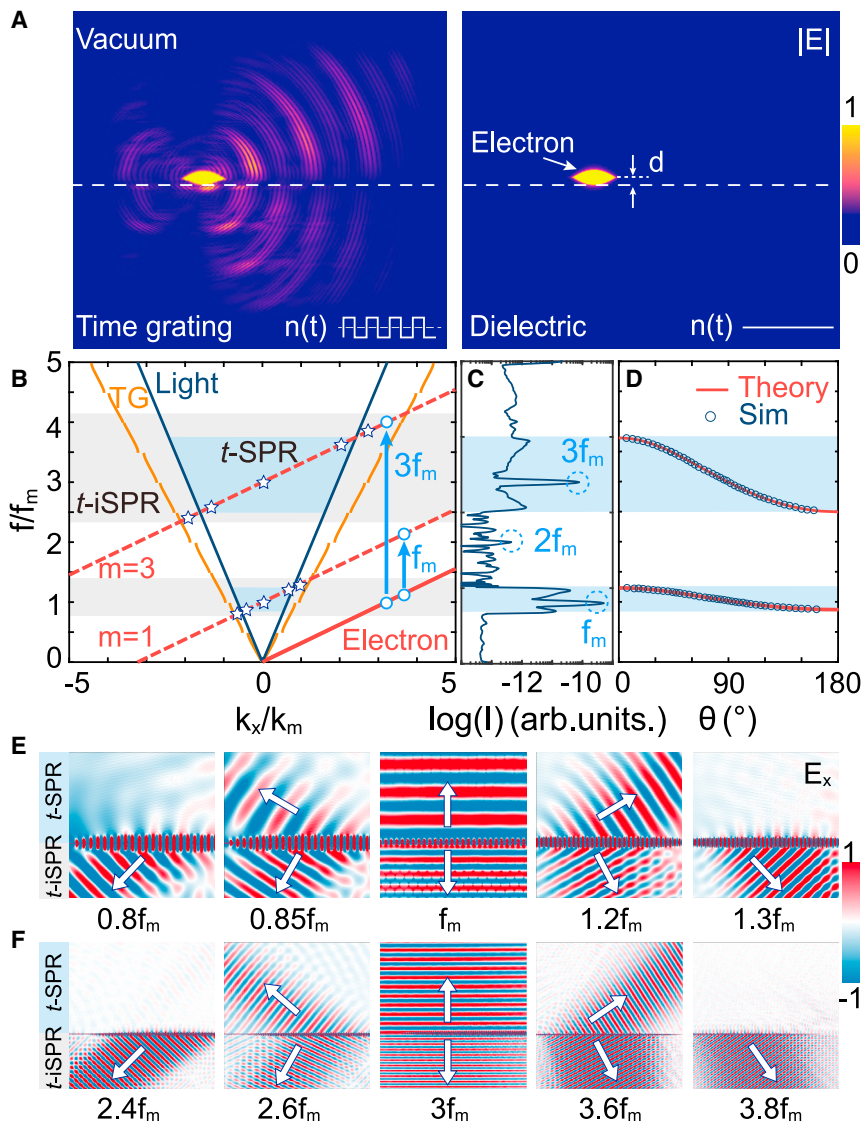 A
Vacuum
|E|
Electron
d
1
0
Time grating n(t)
Dielectric n(t)
B
C
D
5
4
3
2
1
0
f/f_m
TG
Light
t-SPR
t-iSPR
3f_m
f_m
m=3
m=1
Electron
-5 0 5
k_x/k_m
3f_m
2f_m
f_m
-12 -10
log(I) (arb.units.)
Theory
Sim
0 90 180
θ (°)
E
t-SPR
t-iSPR
E_x
0.8f_m 0.85f_m f_m 1.2f_m 1.3f_m
1
-1
F
t-SPR
t-iSPR
2.4f_m 2.6f_m 3f_m 3.6f_m 3.8f_m